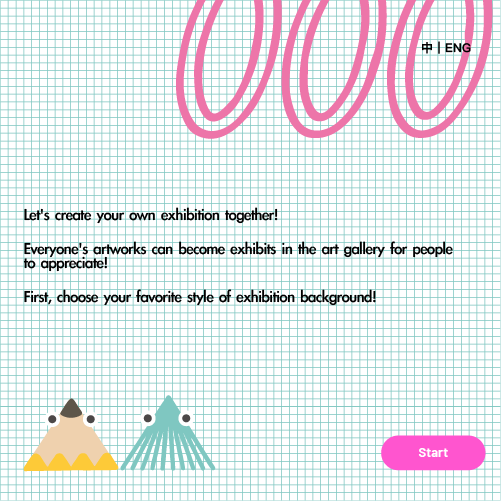 中 | ENG
Let's create your own exhibition together!
Everyone's artworks can become exhibits in the art gallery for people
to appreciate!
First, choose your favorite style of exhibition background!
Start